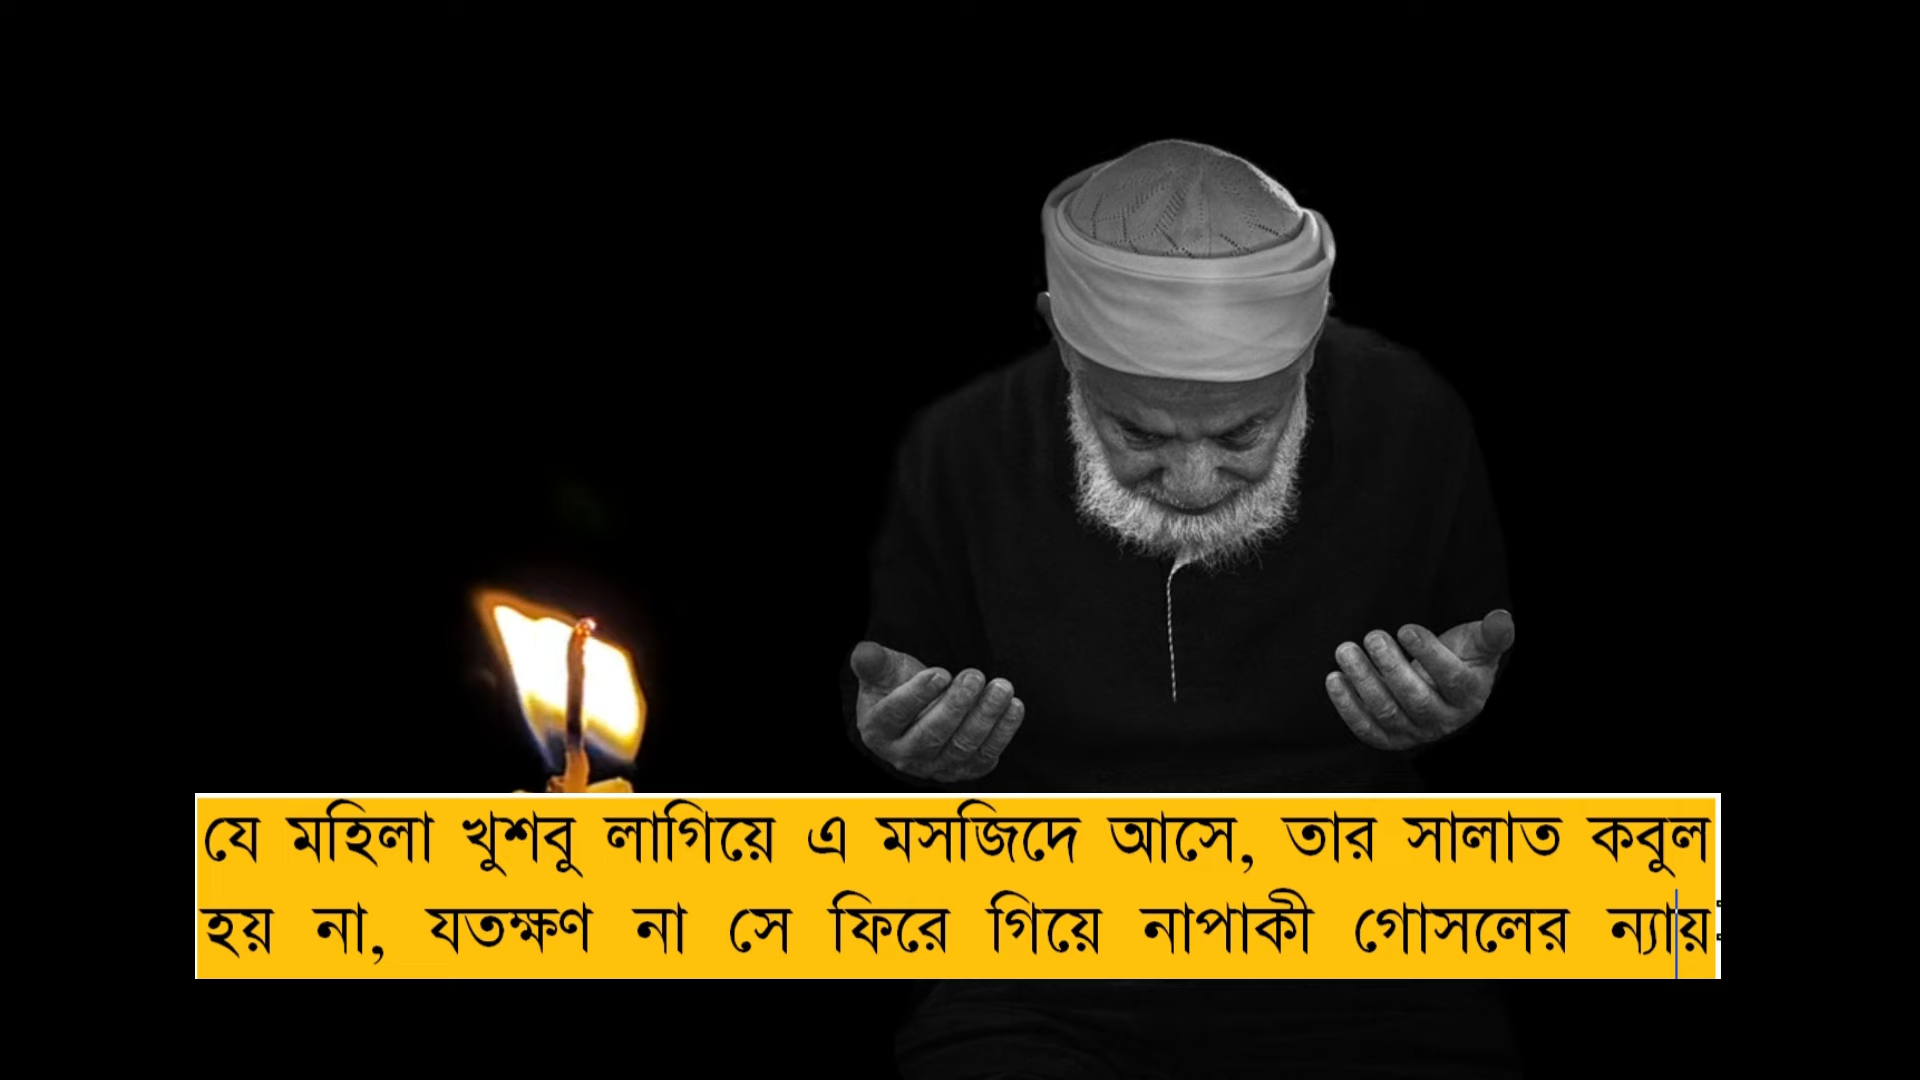 যে মহিলা খুশবু লাগিয়ে এ মসজিদে আসে, তার সালাত কবুল
হয় না, যতক্ষণ না সে ফিরে গিয়ে নাপাকী গোসলের ন্যায়